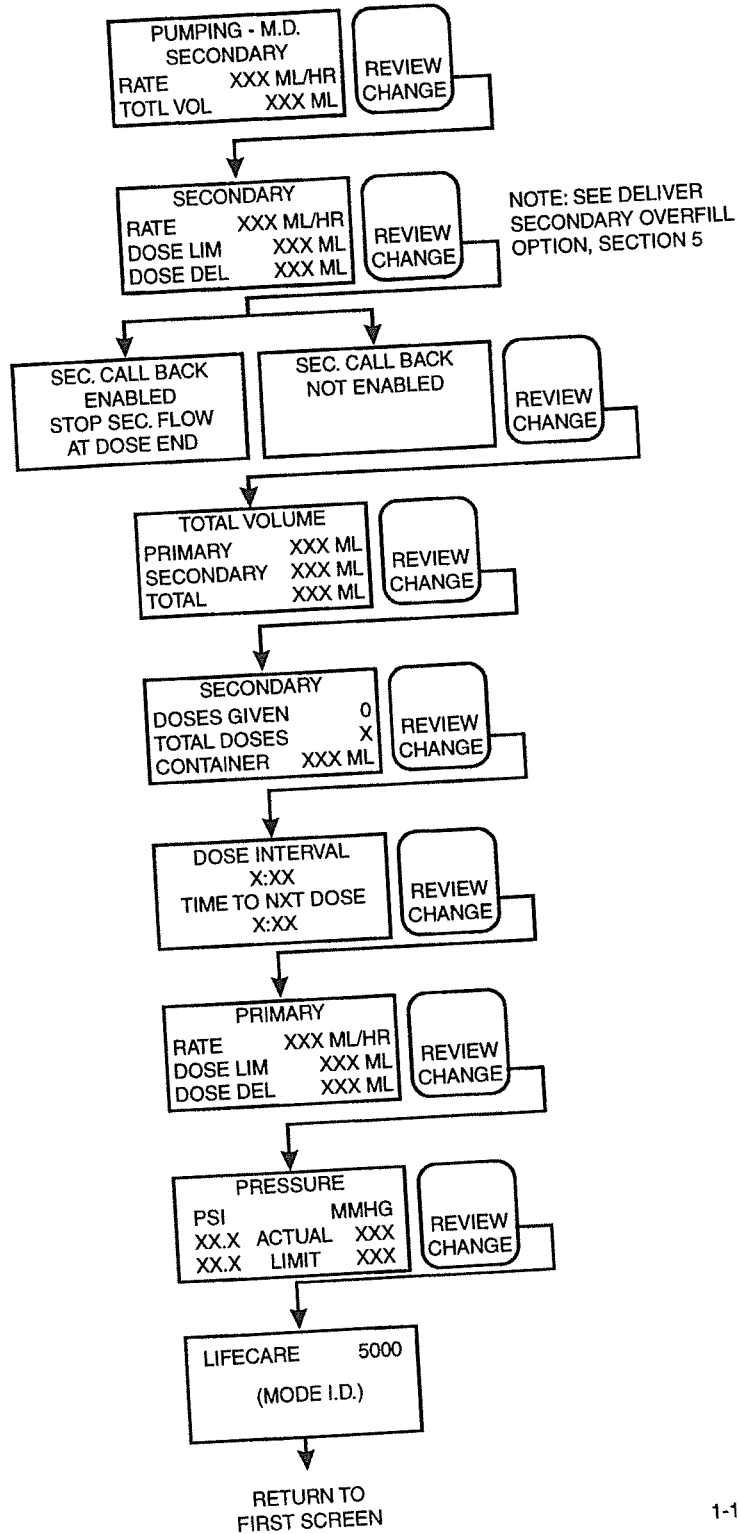 PUMPING - M.D.
SECONDARY
RATE XXX ML/HR
TOTL VOL XXX ML
REVIEW
CHANGE
SECONDARY
RATE XXX ML/HR
DOSE LIM XXX ML
DOSE DEL XXX ML
REVIEW
CHANGE
NOTE: SEE DELIVER
SECONDARY OVERFILL
OPTION, SECTION 5
SEC. CALL BACK
ENABLED
STOP SEC. FLOW
AT DOSE END
SEC. CALL BACK
NOT ENABLED
REVIEW
CHANGE
TOTAL VOLUME
PRIMARY XXX ML
SECONDARY XXX ML
TOTAL XXX ML
REVIEW
CHANGE
SECONDARY
DOSES GIVEN 0
TOTAL DOSES X
CONTAINER XXX ML
REVIEW
CHANGE
DOSE INTERVAL
X:XX
TIME TO NXT DOSE
X:XX
REVIEW
CHANGE
PRIMARY
RATE XXX ML/HR
DOSE LIM XXX ML
DOSE DEL XXX ML
REVIEW
CHANGE
PRESSURE
PSI MMHG
XX.X ACTUAL XXX
XX.X LIMIT XXX
REVIEW
CHANGE
LIFECARE 5000
(MODE I.D.)
RETURN TO
FIRST SCREEN
1-1